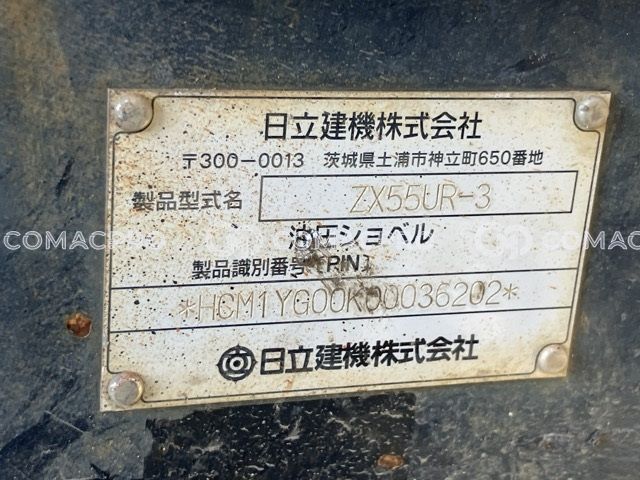 日立建機株式会社
〒300-0013 茨城県土浦市神立町650番地
製品型式名 ZX55UR-3
油圧ショベル
製品識別番号〔PIN〕
*HCM1YG00K00036202*
日立建機株式会社